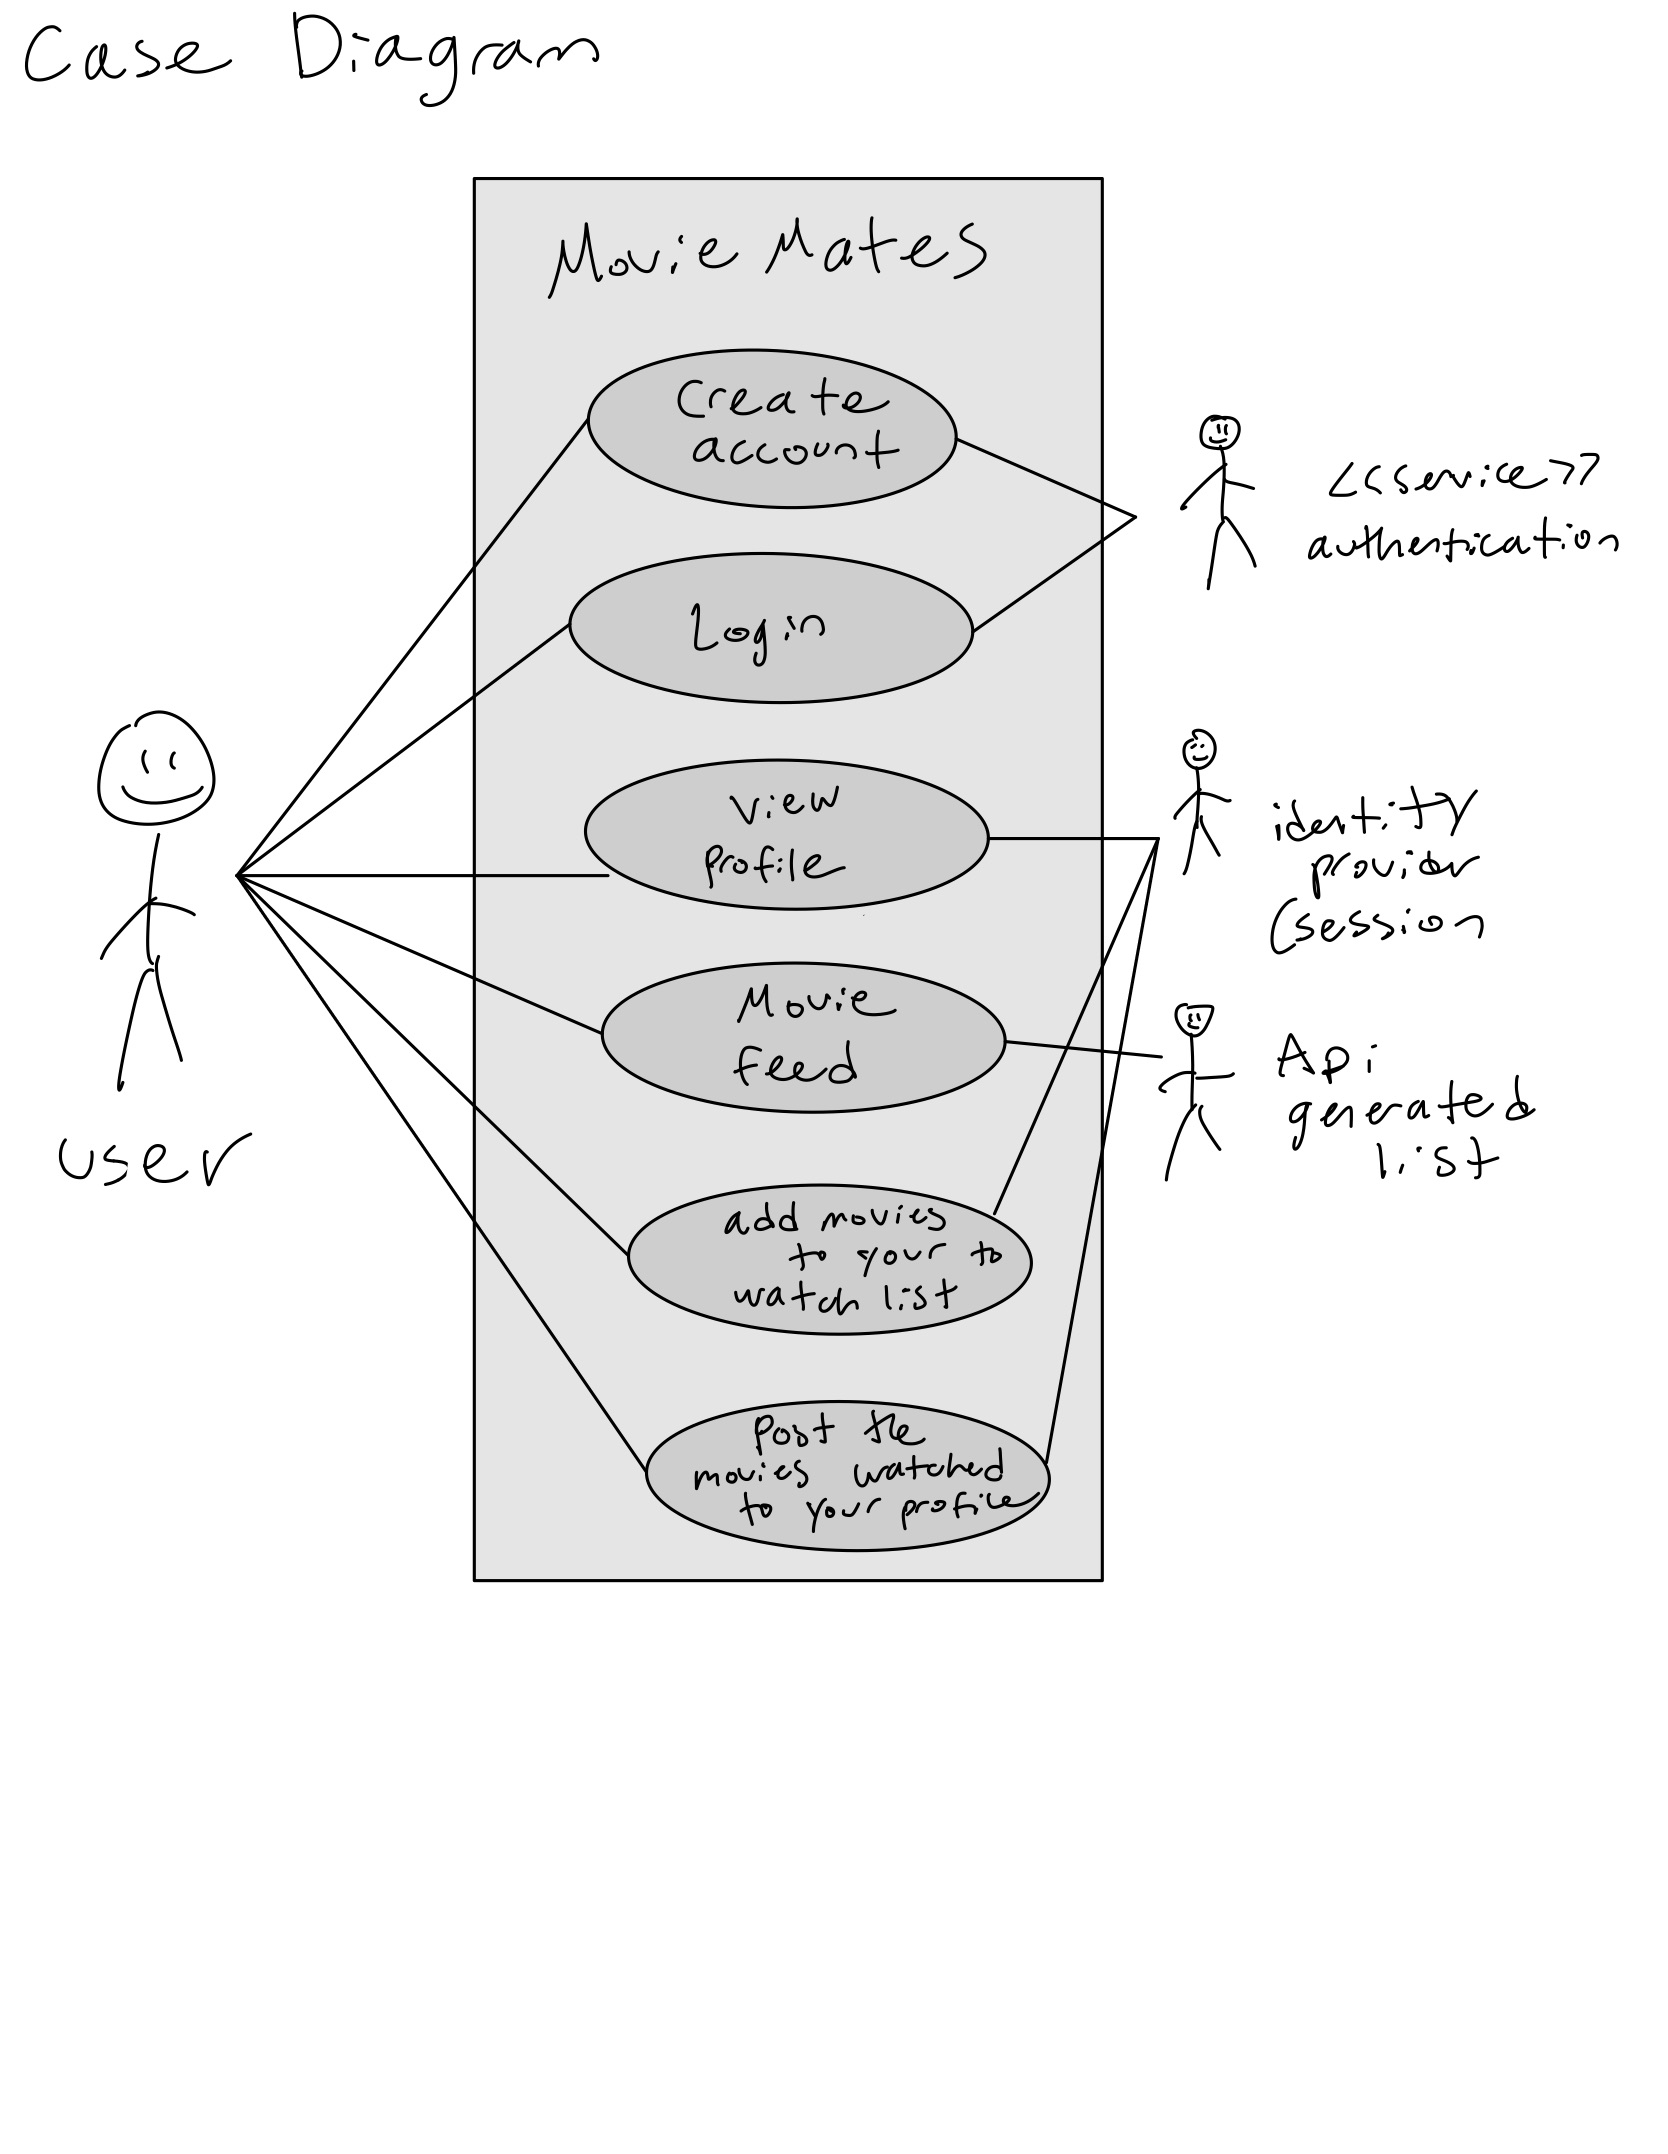 Case Diagram
Movie Mates
Create
account
<<service>>
authentication
Login
View
profile
identity
provider
(session
Movie
feed
Api
generated
list
user
add movies
to your to
watch list
Post the
movies watched
to your profile